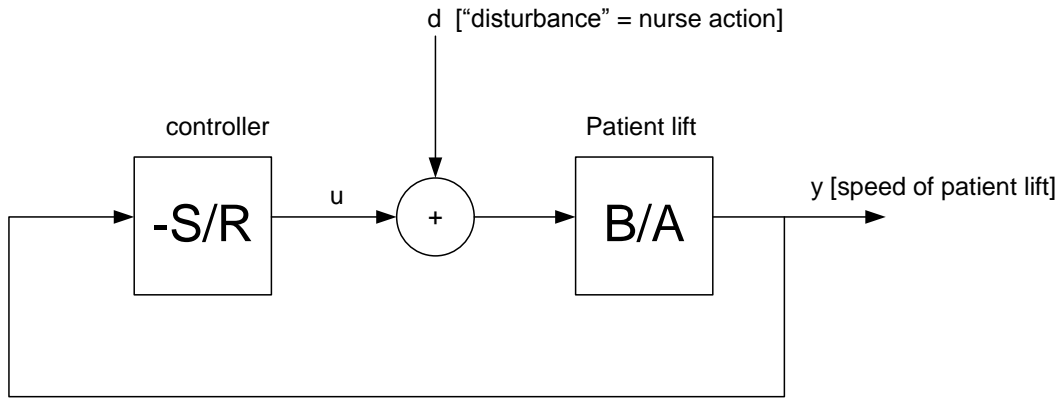 d [“disturbance” = nurse action]
controller
Patient lift
-S/R
u
+
B/A
y [speed of patient lift]